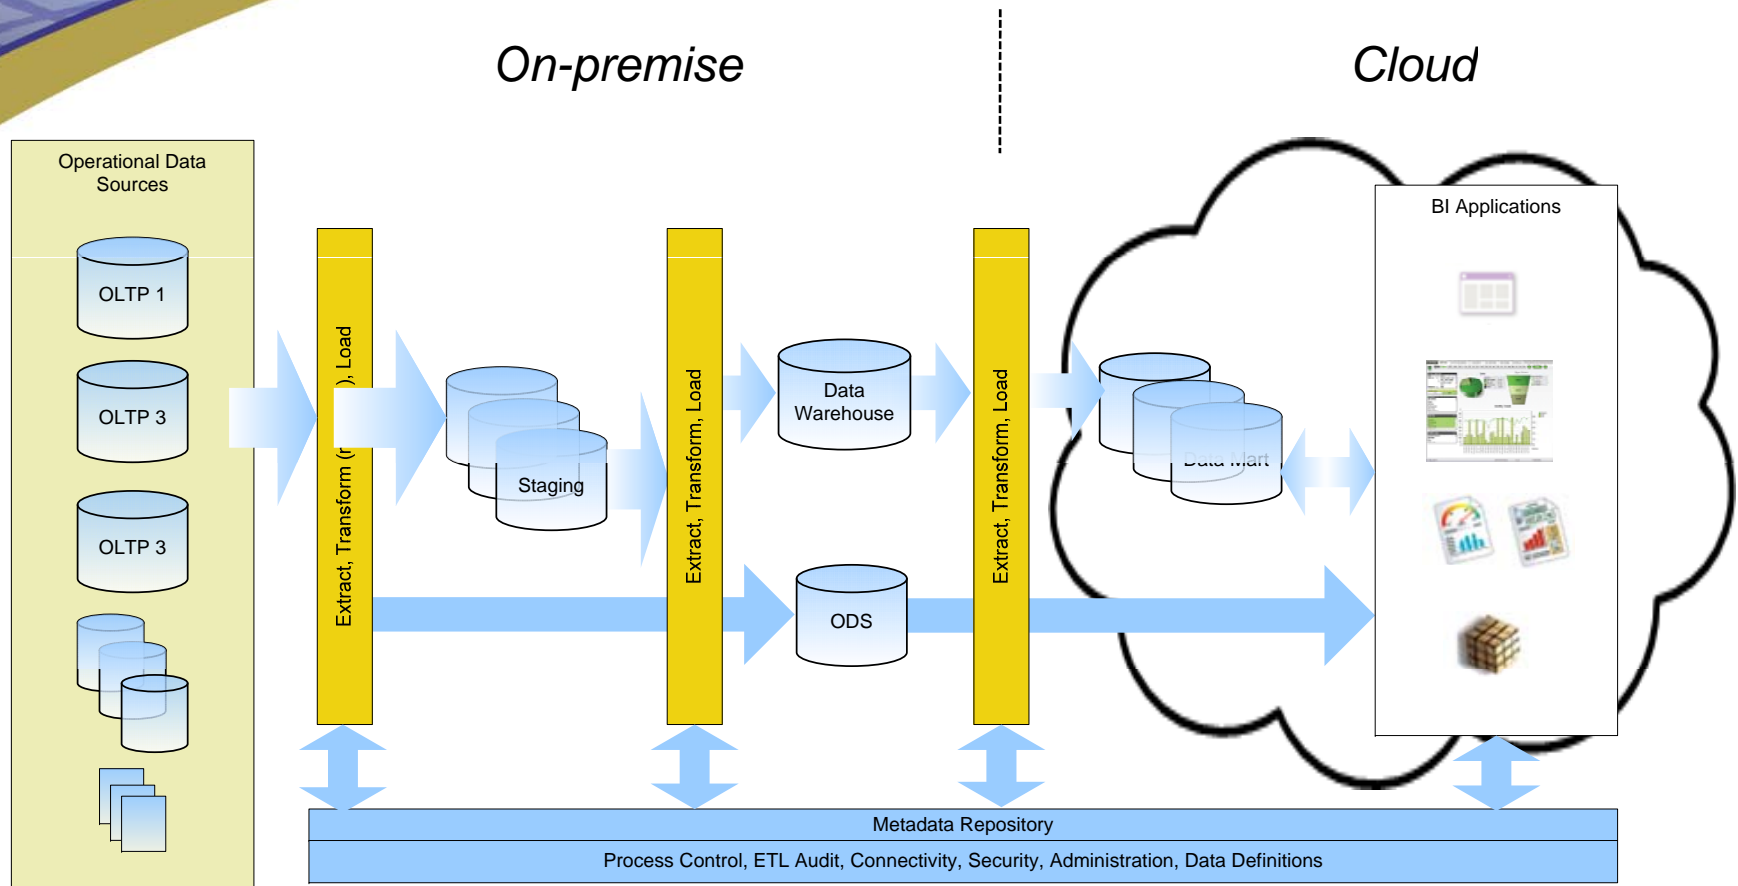 On-premise
Cloud
Operational Data
Sources
OLTP 1
OLTP 3
OLTP 3
Extract, Transform (
), Load
Staging
Extract, Transform, Load
Data
Warehouse
ODS
Extract, Transform, Load
Data Mart
BI Applications
Metadata Repository
Process Control, ETL Audit, Connectivity, Security, Administration, Data Definitions